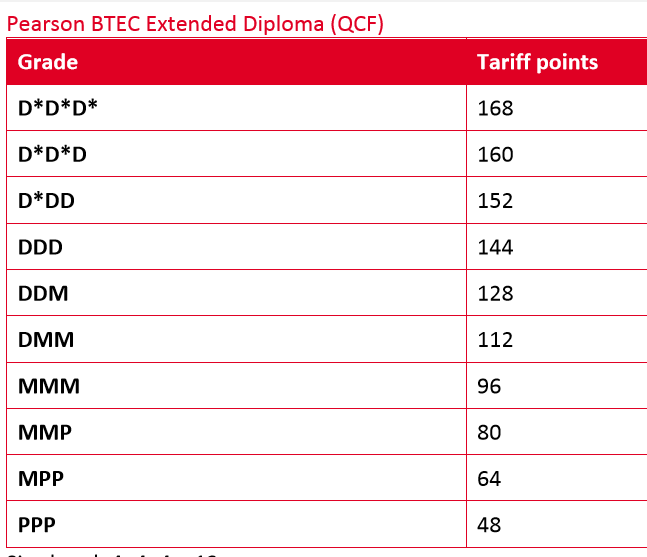 Pearson BTEC Extended Diploma (QCF)
Grade Tariff points
D*D*D* 168
D*D*D 160
D*DD 152
DDD 144
DDM 128
DMM 112
MMM 96
MMP 80
MPP 64
PPP 48